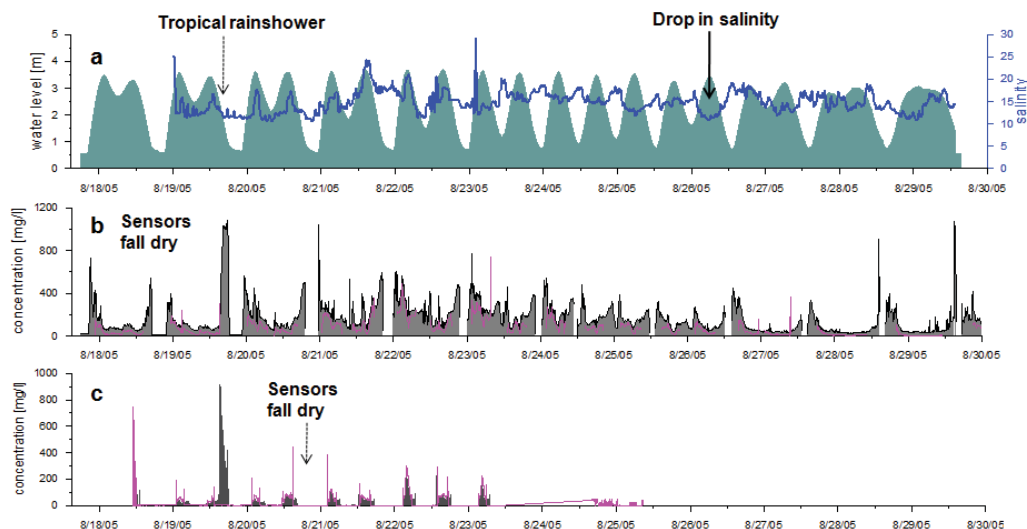 Tropical rainshower
Drop in salinity
a
water level [m]
5
4
3
2
1
0
30
25
20
15
10
5
0
salinity
8/18/05 8/19/05 8/20/05 8/21/05 8/22/05 8/23/05 8/24/05 8/25/05 8/26/05 8/27/05 8/28/05 8/29/05 8/30/05
b
Sensors
fall dry
concentration [mg/l]
1200
800
400
0
8/18/05 8/19/05 8/20/05 8/21/05 8/22/05 8/23/05 8/24/05 8/25/05 8/26/05 8/27/05 8/28/05 8/29/05 8/30/05
c
Sensors
fall dry
concentration [mg/l]
1000
800
600
400
200
0
8/18/05 8/19/05 8/20/05 8/21/05 8/22/05 8/23/05 8/24/05 8/25/05 8/26/05 8/27/05 8/28/05 8/29/05 8/30/05